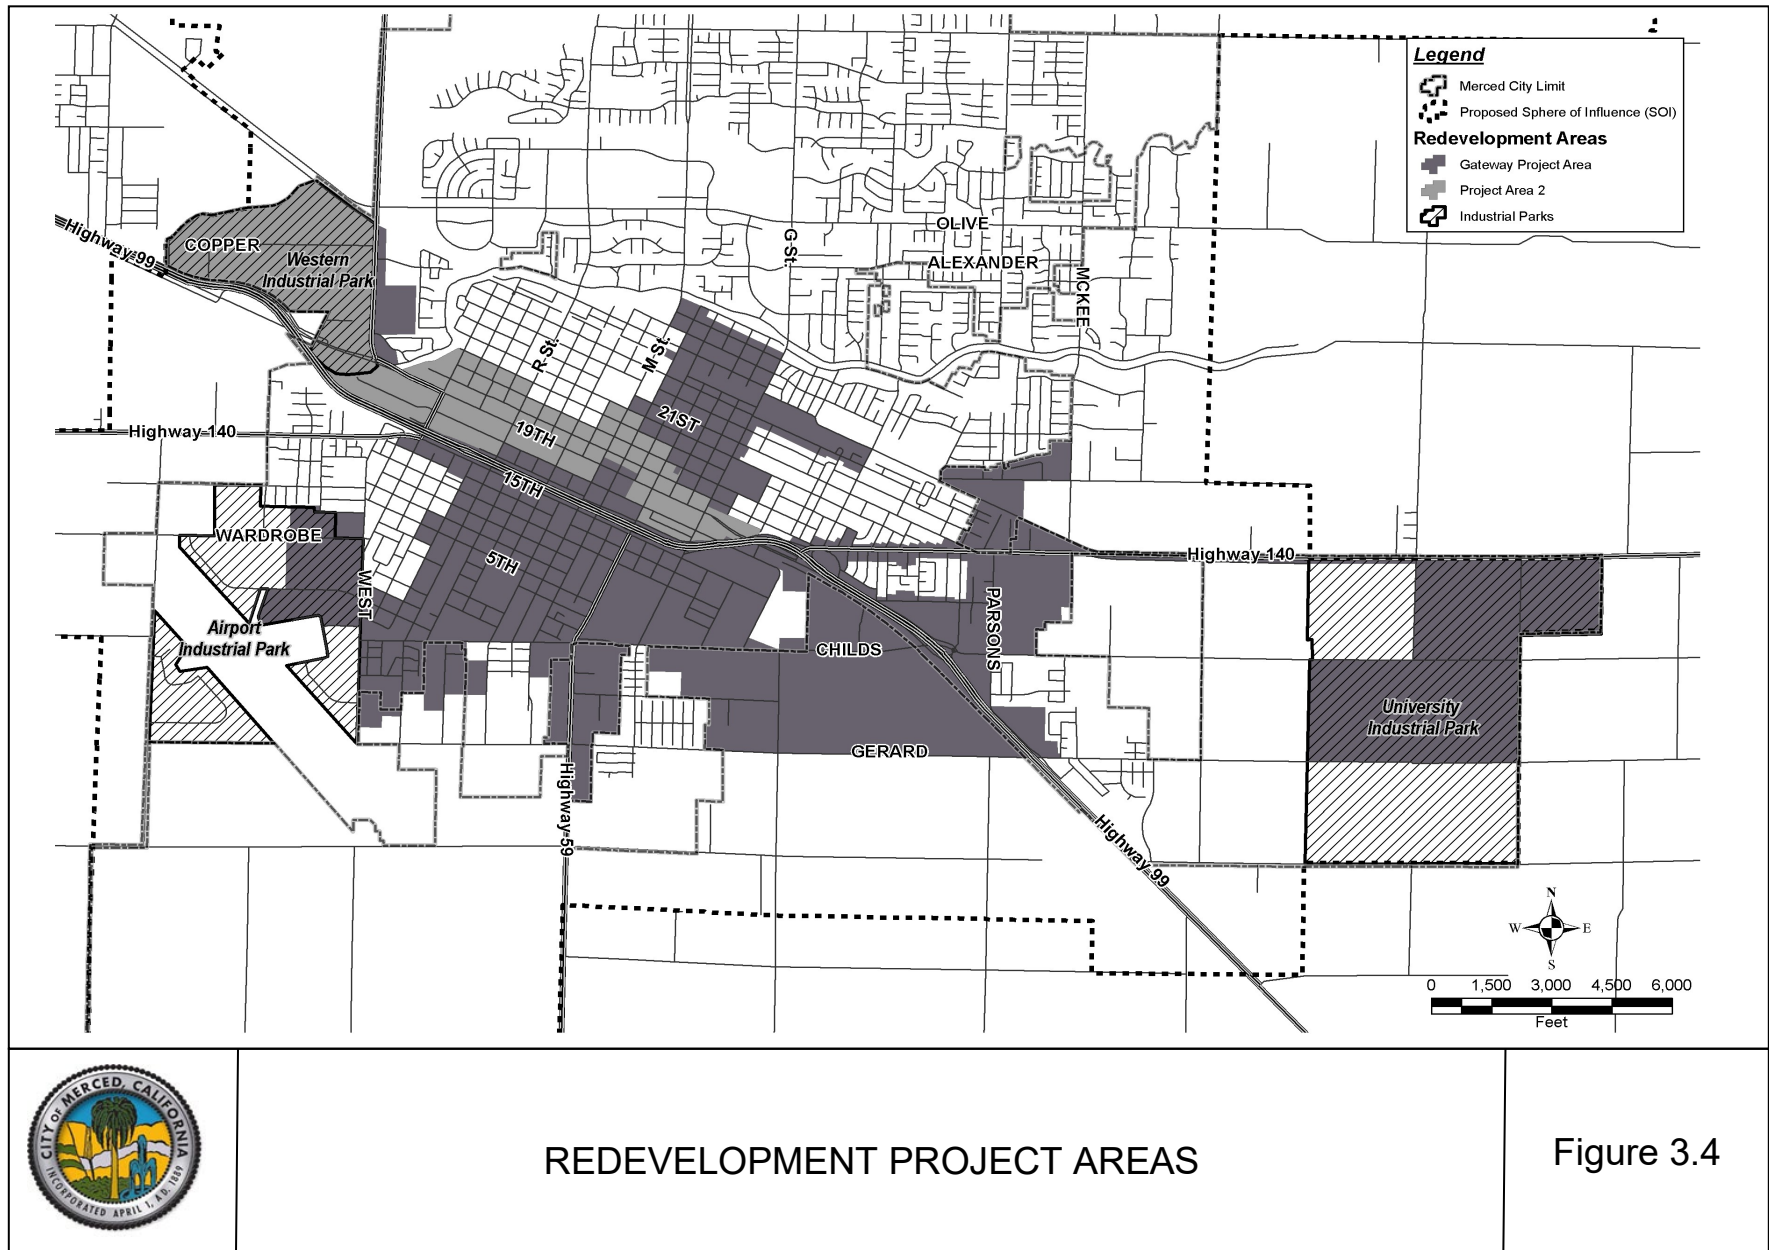 Legend
Merced City Limit
Proposed Sphere of Influence (SOI)
Redevelopment Areas
Gateway Project Area
Project Area 2
Industrial Parks
Highway 99
COPPER
Western
Industrial Park
OLIVE
G St.
ALEXANDER
MCKEE
R St.
M St.
21ST
19TH
Highway 140
15TH
WARDROBE
5TH
WEST
Highway 140
PARSONS
Airport
Industrial Park
CHILDS
University
Industrial Park
GERARD
Highway 59
Highway 99
N
W E
S
0 1,500 3,000 4,500 6,000
Feet
CITY OF MERCED, CALIFORNIA
INCORPORATED APRIL 1, A.D. 1889
REDEVELOPMENT PROJECT AREAS
Figure 3.4